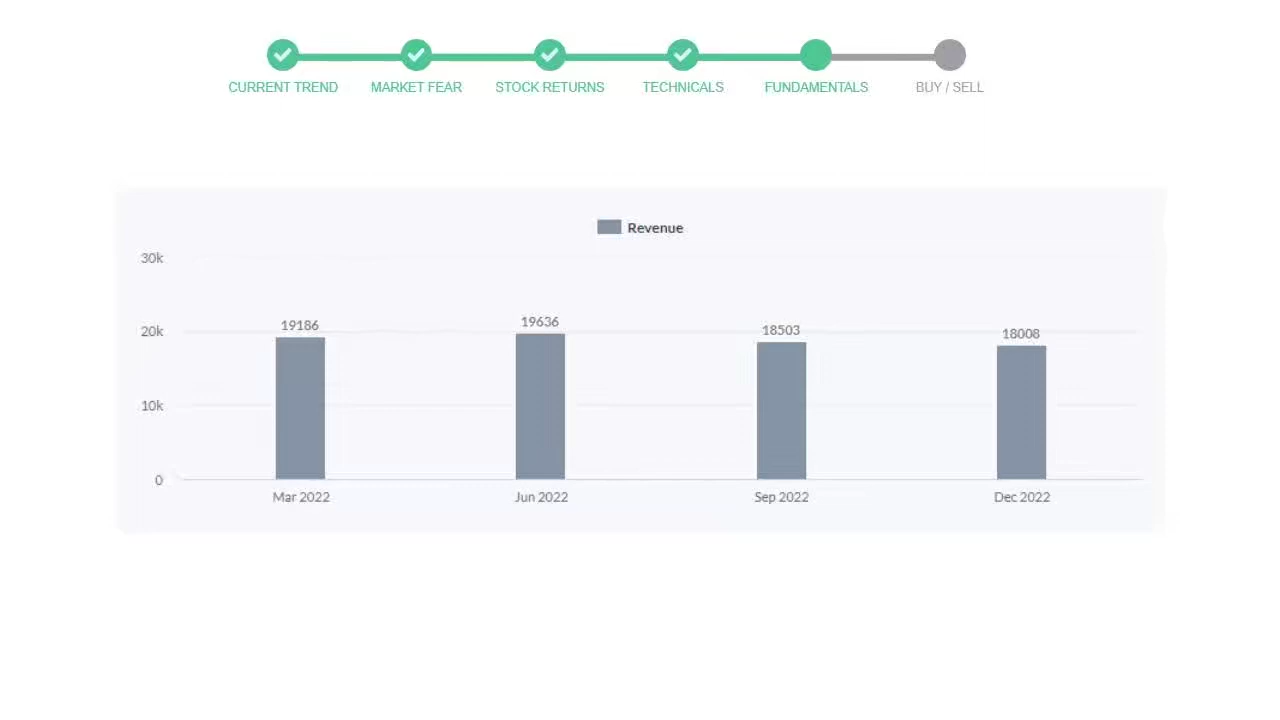 CURRENT TREND MARKET FEAR STOCK RETURNS TECHNICALS FUNDAMENTALS BUY / SELL
Revenue
30k
19186 19636 18503 18008
20k
10k
0
Mar 2022 Jun 2022 Sep 2022 Dec 2022